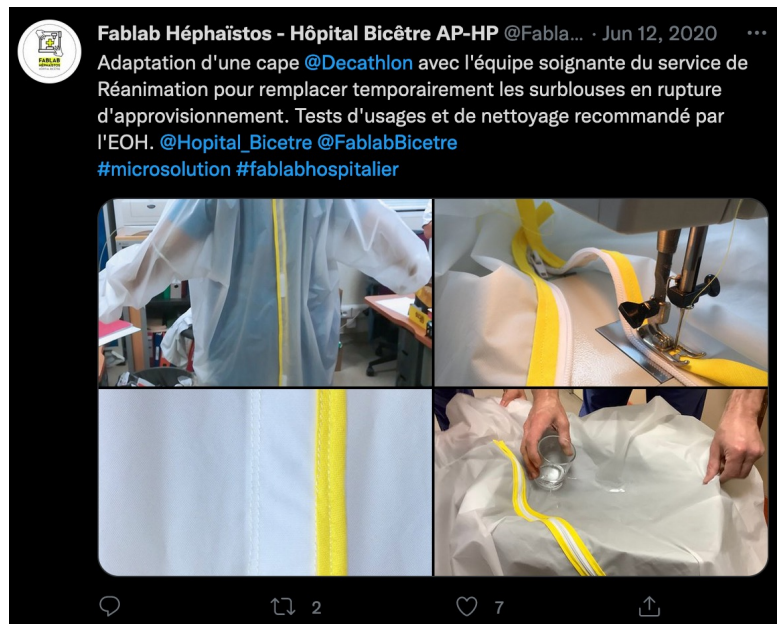 Fablab Héphaïstos - Hôpital Bicêtre AP-HP @Fabla... · Jun 12, 2020
Adaptation d'une cape @Decathlon avec l'équipe soignante du service de
Réanimation pour remplacer temporairement les surblouses en rupture
d'approvisionnement. Tests d'usages et de nettoyage recommandé par
l'EOH. @Hopital_Bicetre @FablabBicetre
#microsolution #fablabhospitalier
FABLAB
HÉPHAÏSTOS
2
7